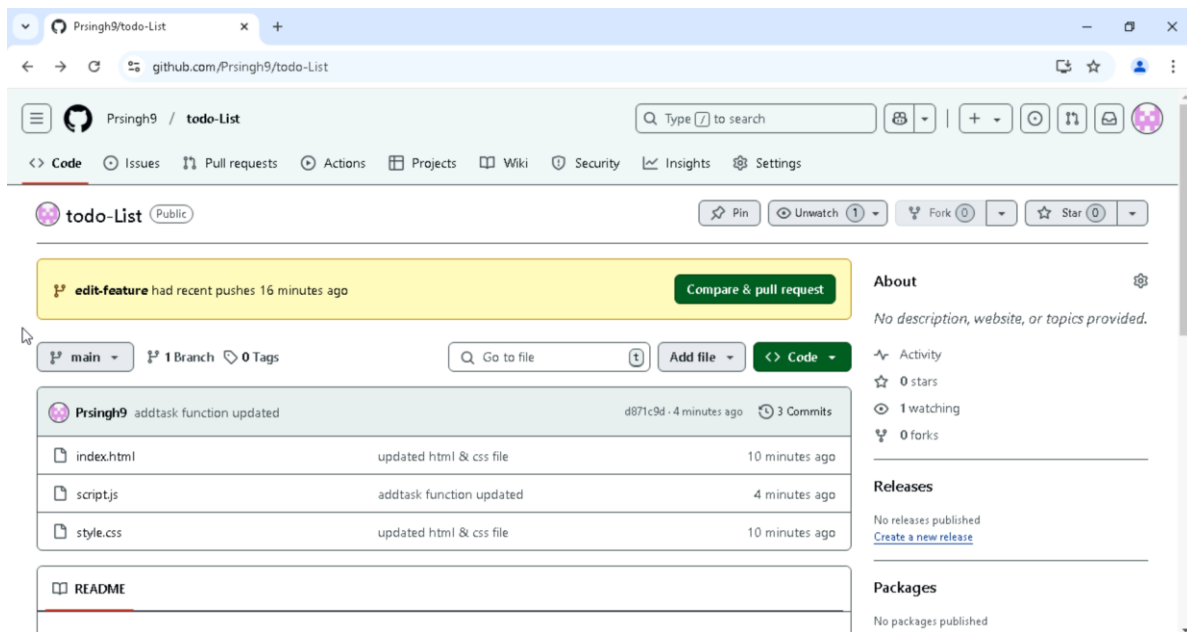 Prsingh9/todo-List
github.com/Prsingh9/todo-List
Prsingh9 / todo-List
Type / to search
Code Issues Pull requests Actions Projects Wiki Security Insights Settings
todo-List Public
Pin Unwatch 1 Fork 0 Star 0
edit-feature had recent pushes 16 minutes ago
Compare & pull request
main 1 Branch 0 Tags
Go to file t
Add file Code
Prsingh9 addtask function updated d871c9d · 4 minutes ago 3 Commits
index.html updated html & css file 10 minutes ago
script.js addtask function updated 4 minutes ago
style.css updated html & css file 10 minutes ago
README
About
No description, website, or topics provided.
Activity
0 stars
1 watching
0 forks
Releases
No releases published
Create a new release
Packages
No packages published